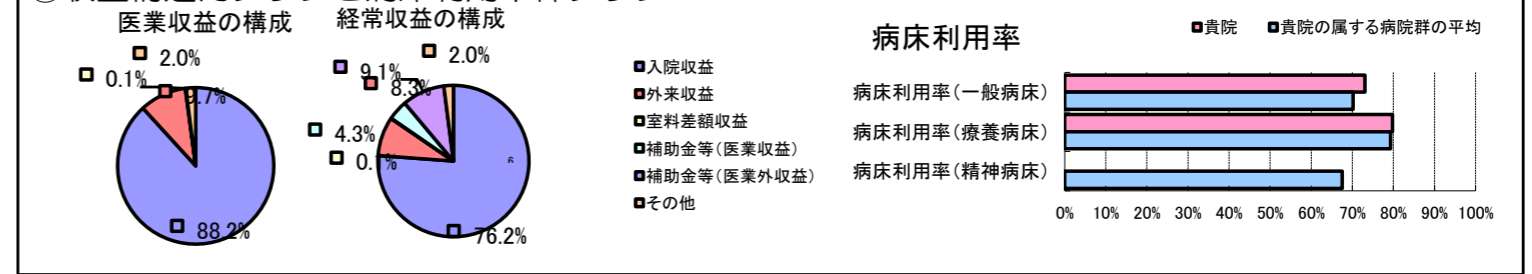 医業収益の構成
2.0%
0.1%
9.7%
88.2%
経常収益の構成
2.0%
9.1%
8.3%
4.3%
0.1%
6
76.2%
入院収益
外来収益
室料差額収益
補助金等(医業収益)
補助金等(医業外収益)
その他
病床利用率
貴院 貴院の属する病院群の平均
病床利用率(一般病床)
病床利用率(療養病床)
病床利用率(精神病床)
0% 10% 20% 30% 40% 50% 60% 70% 80% 90% 100%